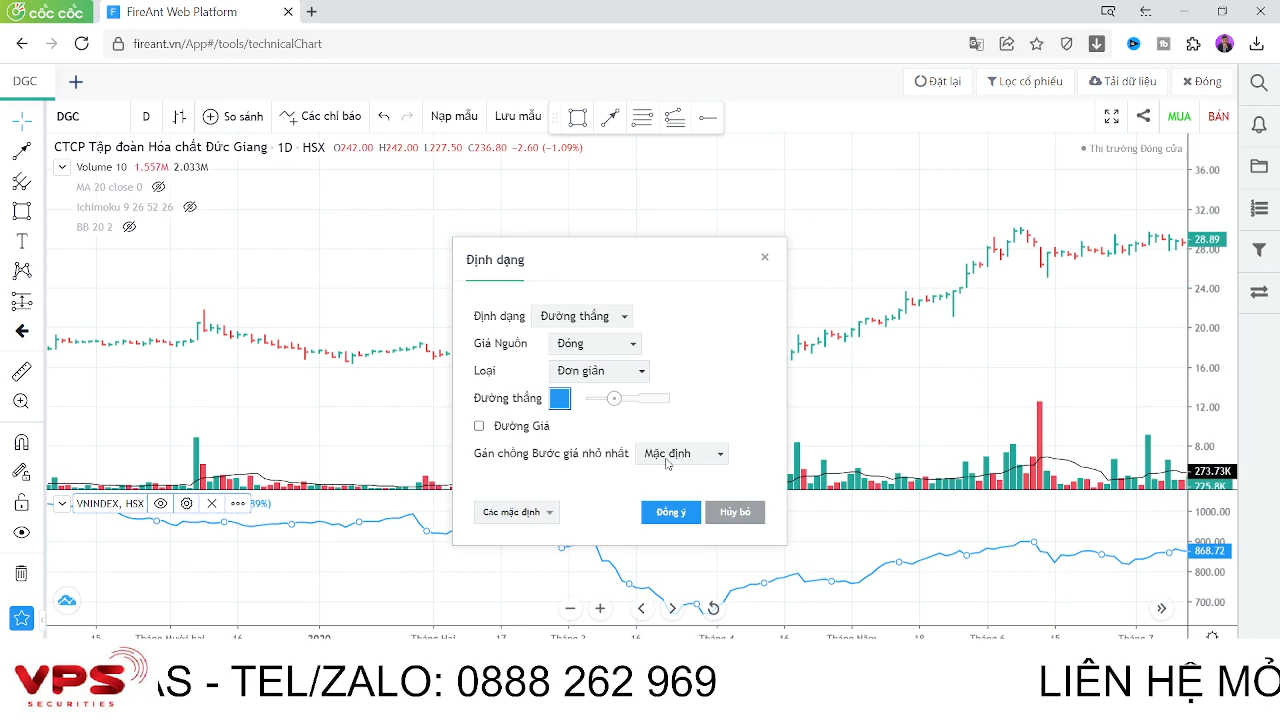 cốc cốc
F FireAnt Web Platform
fireant.vn/App#/tools/technicalChart
DGC
Đặt lại
Lọc cổ phiếu
Tải dữ liệu
Đóng
DGC
D
So sánh
Các chỉ báo
Nạp mẫu
Lưu mẫu
MUA
BÁN
CTCP Tập đoàn Hóa chất Đức Giang · 1D · HSX O242.00 H242.00 L227.50 C236.80 −2.60 (−1.09%)
Thị trường Đóng cửa
Volume 10 1.557M 2.033M
MA 20 close 0
Ichimoku 9 26 52 26
BB 20 2
36.00
32.00
28.89
28.00
24.00
20.00
16.00
12.00
8.00
273.73K
225.8K
Định dạng
Định dạng Đường thẳng
Giá Nguồn Đóng
Loại Đơn giản
Đường thẳng
Đường Giá
Gán chồng Bước giá nhỏ nhất Mặc định
Các mặc định
Đồng ý
Hủy bỏ
VNINDEX, HSX
89%)
1000.00
900.00
868.72
800.00
700.00
15 Tháng Mười hai 16 2020 Tháng Hai 17 Tháng 3 16 Tháng 4 16 Tháng Năm 18 Tháng 6 15 Tháng 7
VPS
SECURITIES
AS - TEL/ZALO: 0888 262 969
LIÊN HỆ MỞ